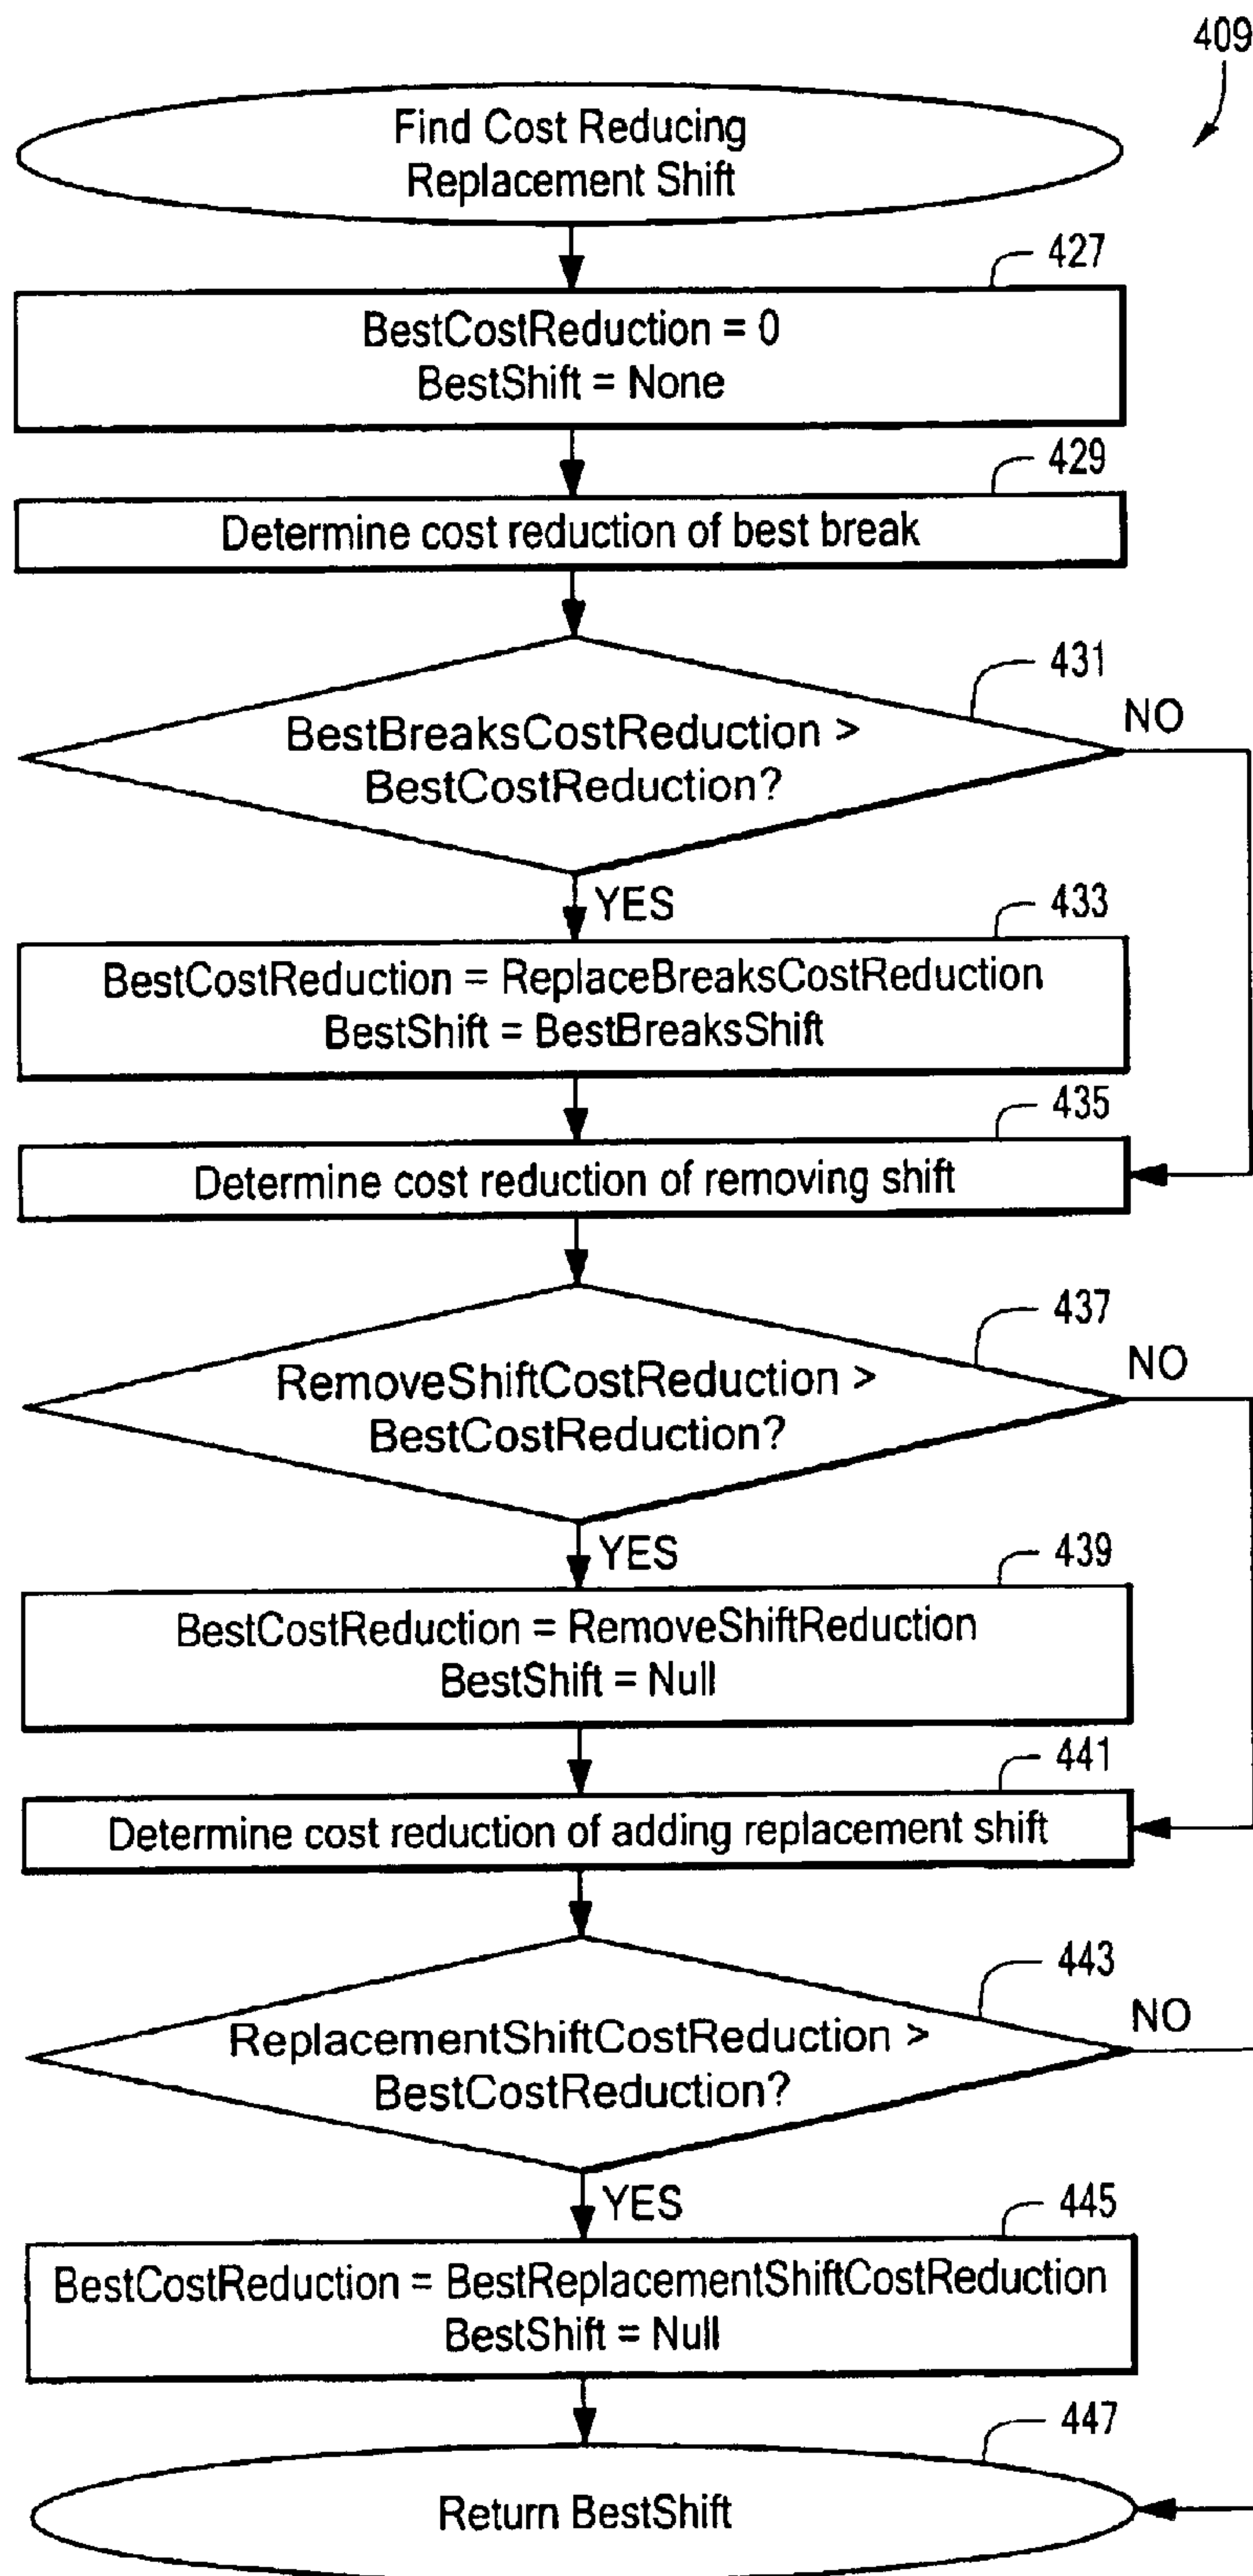 409
Find Cost Reducing
Replacement Shift
427
BestCostReduction = 0
BestShift = None
429
Determine cost reduction of best break
431
NO
BestBreaksCostReduction >
BestCostReduction?
YES
433
BestCostReduction = ReplaceBreaksCostReduction
BestShift = BestBreaksShift
435
Determine cost reduction of removing shift
437
NO
RemoveShiftCostReduction >
BestCostReduction?
YES
439
BestCostReduction = RemoveShiftReduction
BestShift = Null
441
Determine cost reduction of adding replacement shift
443
NO
ReplacementShiftCostReduction >
BestCostReduction?
YES
445
BestCostReduction = BestReplacementShiftCostReduction
BestShift = Null
447
Return BestShift